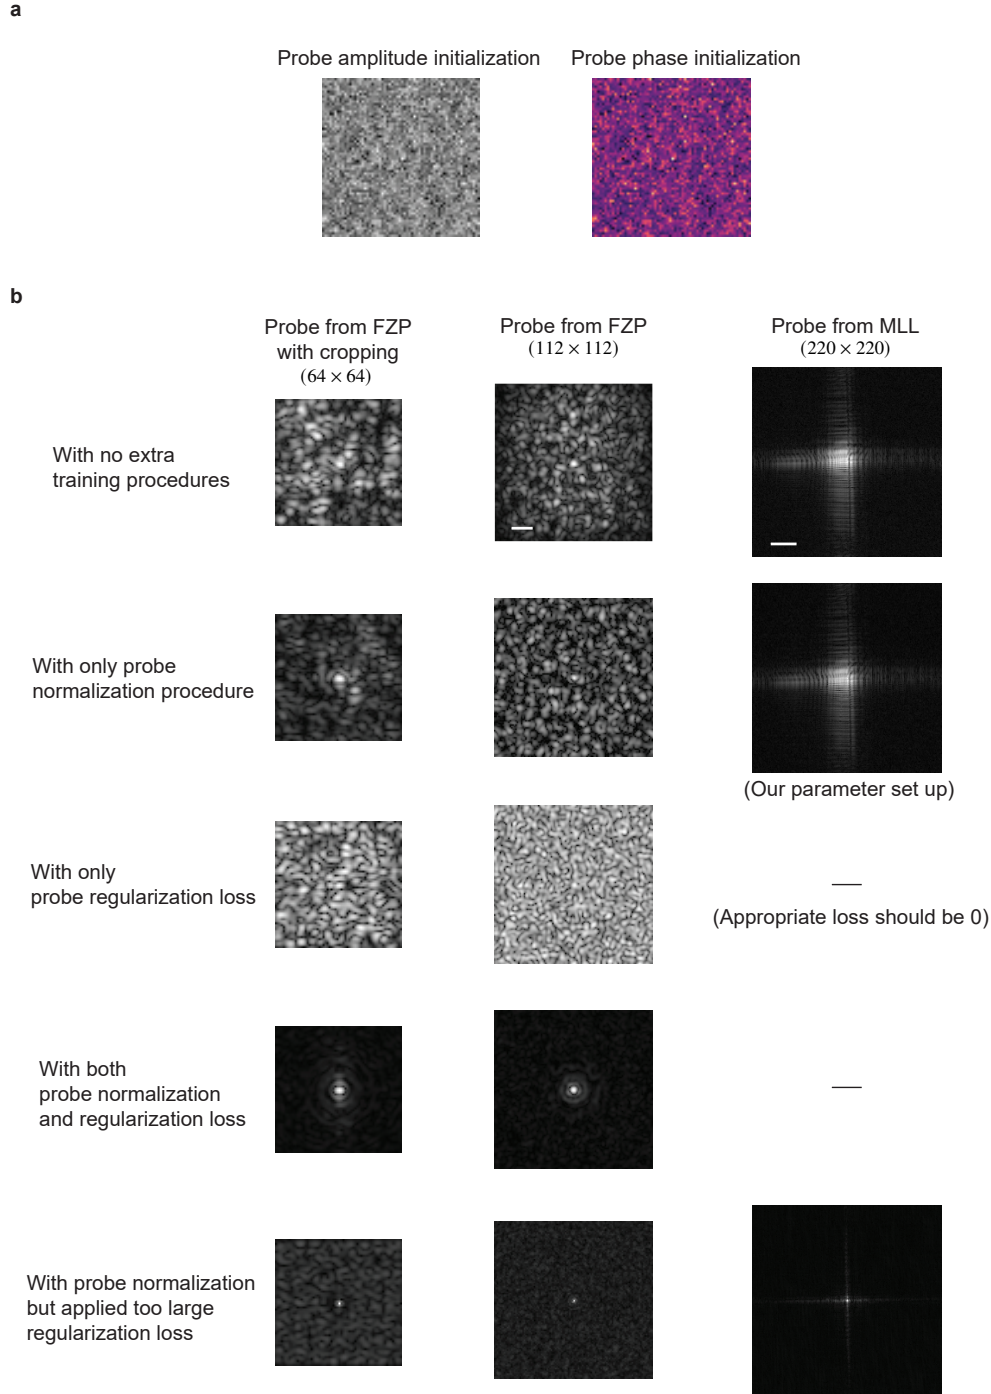 a
Probe amplitude initialization
Probe phase initialization
b
Probe from FZP
with cropping
(64 × 64)
Probe from FZP
(112 × 112)
Probe from MLL
(220 × 220)
With no extra
training procedures
With only probe
normalization procedure
(Our parameter set up)
With only
probe regularization loss
(Appropriate loss should be 0)
With both
probe normalization
and regularization loss
With probe normalization
but applied too large
regularization loss